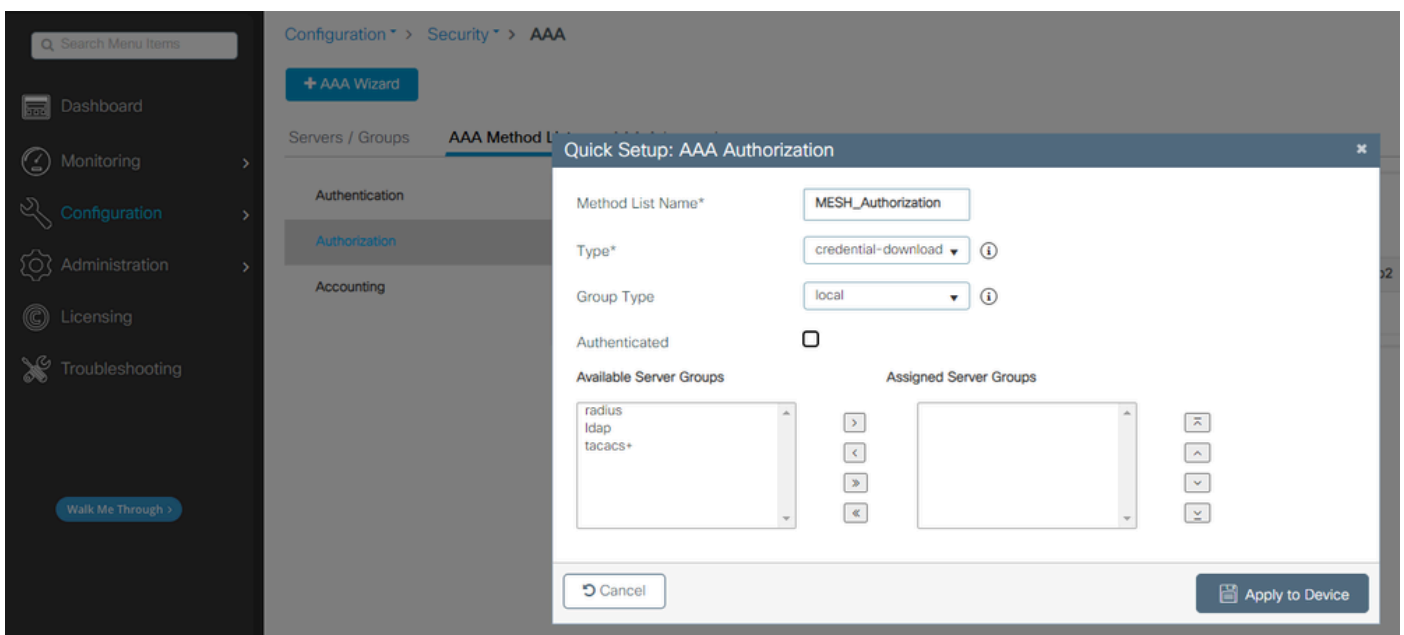 Search Menu Items
Dashboard
Monitoring
Configuration
Administration
Licensing
Troubleshooting
Walk Me Through >
Configuration > Security > AAA
+ AAA Wizard
Servers / Groups AAA Method
Authentication
Authorization
Accounting
Quick Setup: AAA Authorization
Method List Name* MESH_Authorization
Type* credential-download
Group Type local
Authenticated
Available Server Groups Assigned Server Groups
radius
ldap
tacacs+
Cancel
Apply to Device